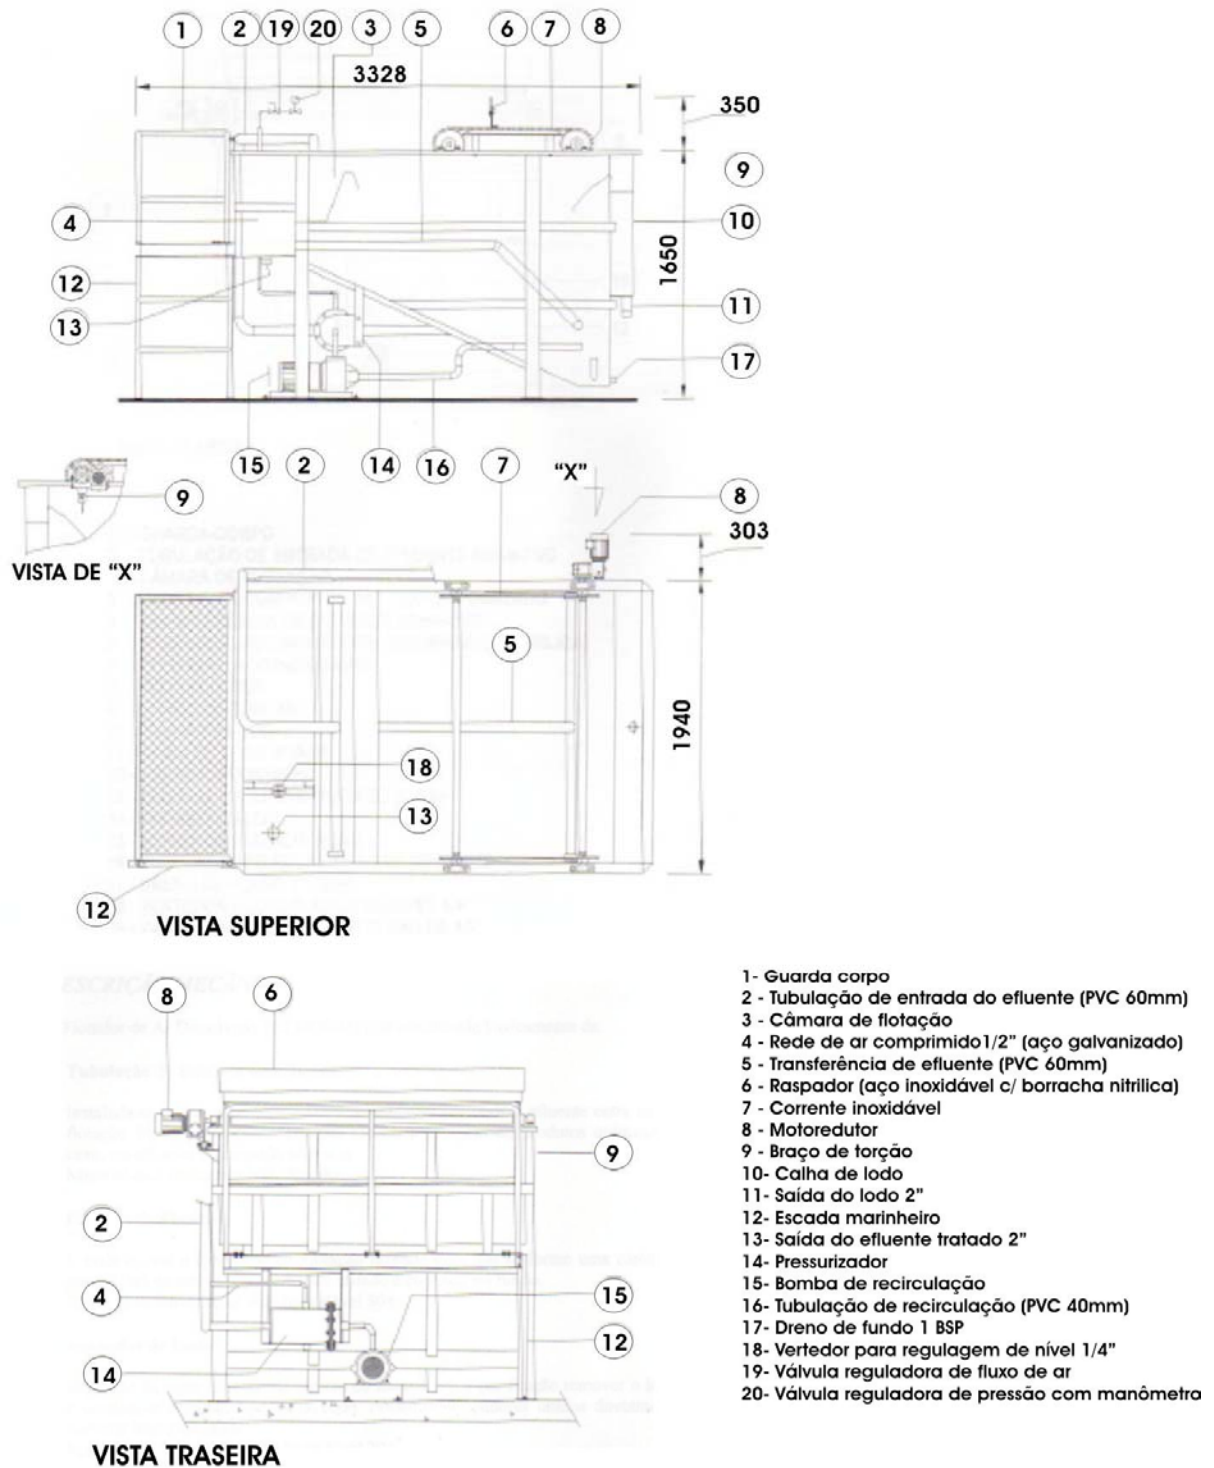 1 2 19 20 3 5 6 7 8
3328
350
9
4
10
1650
12
11
13
17
15 2 14 16 7 "X" 8
9
303
VISTA DE "X"
5
1940
18
13
12
VISTA SUPERIOR
8 6
9
2
4
15
12
14
VISTA TRASEIRA
1- Guarda corpo
2 - Tubulação de entrada do efluente (PVC 60mm)
3 - Câmara de flotação
4 - Rede de ar comprimido1/2" (aço galvanizado)
5 - Transferência de efluente (PVC 60mm)
6 - Raspador (aço inoxidável c/ borracha nitrilica)
7 - Corrente inoxidável
8 - Motoredutor
9 - Braço de torção
10- Calha de lodo
11- Saída do lodo 2"
12- Escada marinheiro
13- Saída do efluente tratado 2"
14- Pressurizador
15- Bomba de recirculação
16- Tubulação de recirculação (PVC 40mm)
17- Dreno de fundo 1 BSP
18- Vertedor para regulagem de nível 1/4"
19- Válvula reguladora de fluxo de ar
20- Válvula reguladora de pressão com manômetro